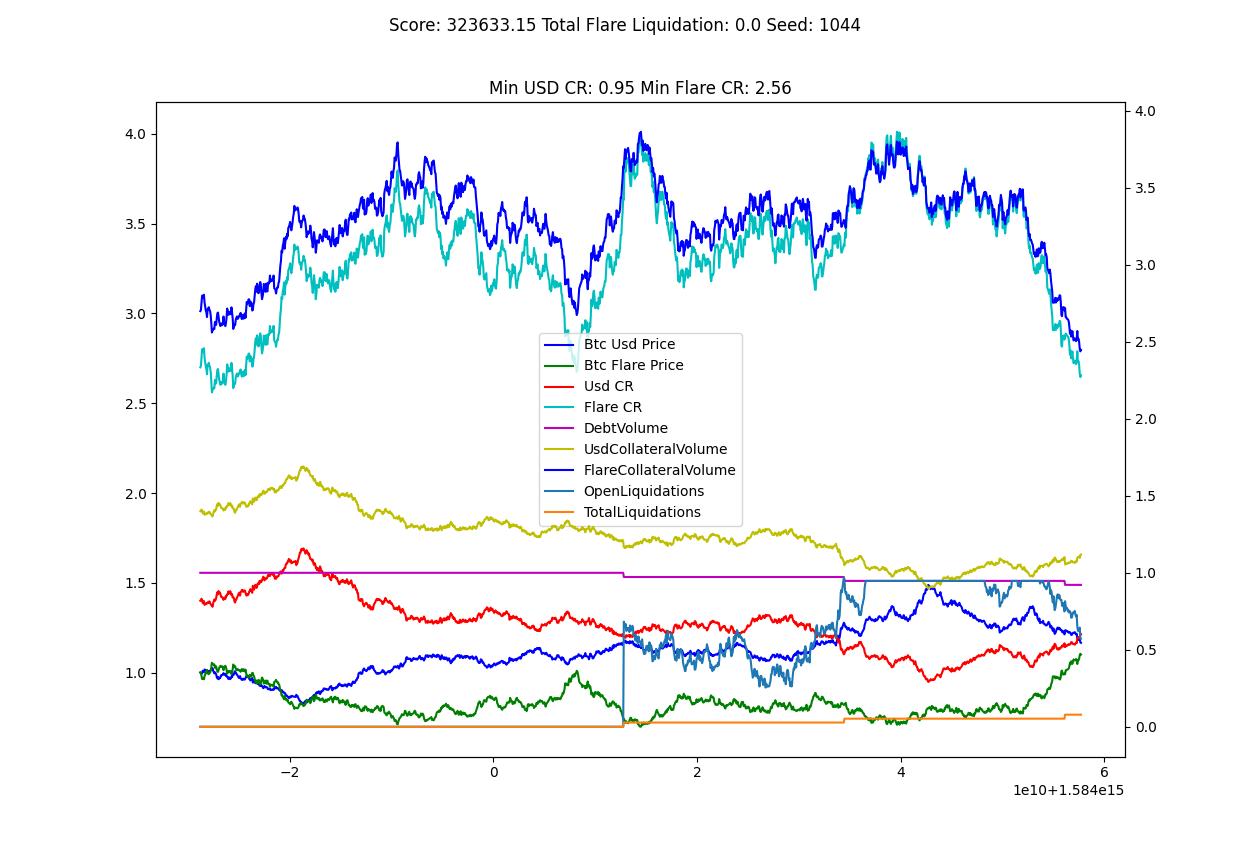 Score: 323633.15 Total Flare Liquidation: 0.0 Seed: 1044
Min USD CR: 0.95 Min Flare CR: 2.56
4.0
3.5
3.0
2.5
2.0
1.5
1.0
4.0
3.5
3.0
2.5
2.0
1.5
1.0
0.5
0.0
Btc Usd Price
Btc Flare Price
Usd CR
Flare CR
DebtVolume
UsdCollateralVolume
FlareCollateralVolume
OpenLiquidations
TotalLiquidations
−2 0 2 4 6
1e10+1.584e15